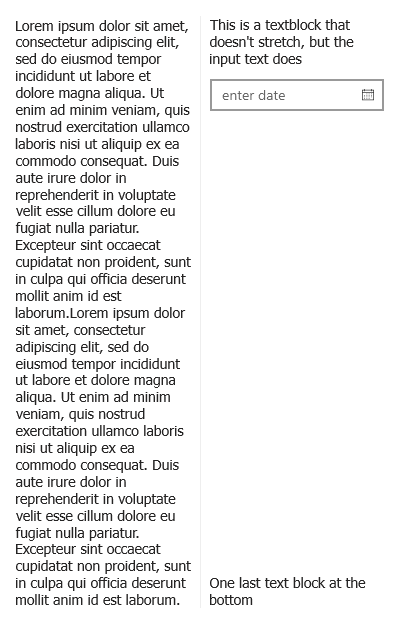 Lorem ipsum dolor sit amet,
consectetur adipiscing elit,
sed do eiusmod tempor
incididunt ut labore et
dolore magna aliqua. Ut
enim ad minim veniam, quis
nostrud exercitation ullamco
laboris nisi ut aliquip ex ea
commodo consequat. Duis
aute irure dolor in
reprehenderit in voluptate
velit esse cillum dolore eu
fugiat nulla pariatur.
Excepteur sint occaecat
cupidatat non proident, sunt
in culpa qui officia deserunt
mollit anim id est
laborum.Lorem ipsum dolor
sit amet, consectetur
adipiscing elit, sed do
eiusmod tempor incididunt
ut labore et dolore magna
aliqua. Ut enim ad minim
veniam, quis nostrud
exercitation ullamco laboris
nisi ut aliquip ex ea
commodo consequat. Duis
aute irure dolor in
reprehenderit in voluptate
velit esse cillum dolore eu
fugiat nulla pariatur.
Excepteur sint occaecat
cupidatat non proident, sunt
in culpa qui officia deserunt
mollit anim id est laborum.
This is a textblock that
doesn't stretch, but the
input text does
enter date
One last text block at the
bottom